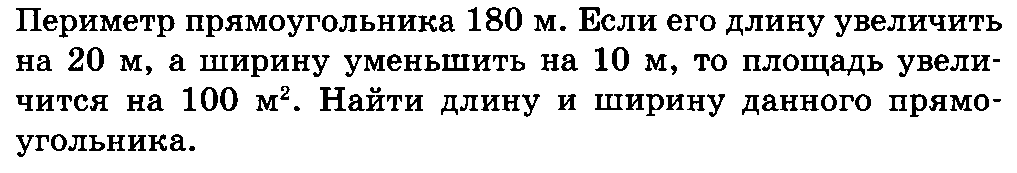 Периметр прямоугольника 180 м. Если его длину увеличить
на 20 м, а ширину уменьшить на 10 м, то площадь увели-
чится на 100 м². Найти длину и ширину данного прямо-
угольника.